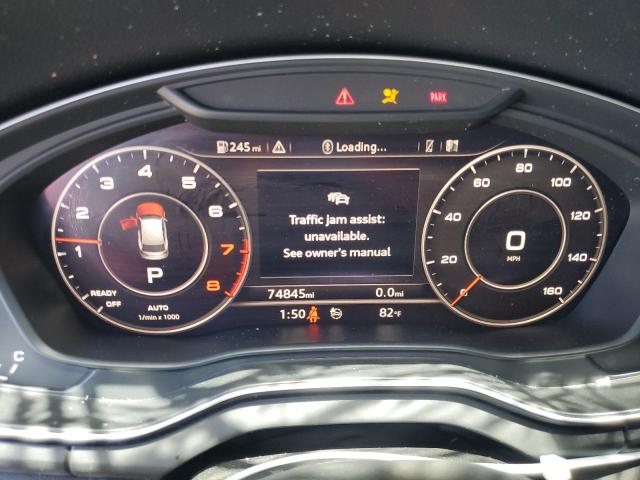 PARK
245 mi
Loading...
Traffic jam assist:
unavailable.
See owner's manual
1 2 3 4 5 6 7 8
P
READY
OFF
AUTO
1/min x 1000
0 20 40 60 80 100 120 140 160
0
MPH
74845mi 0.0mi
1:50 82°F
C